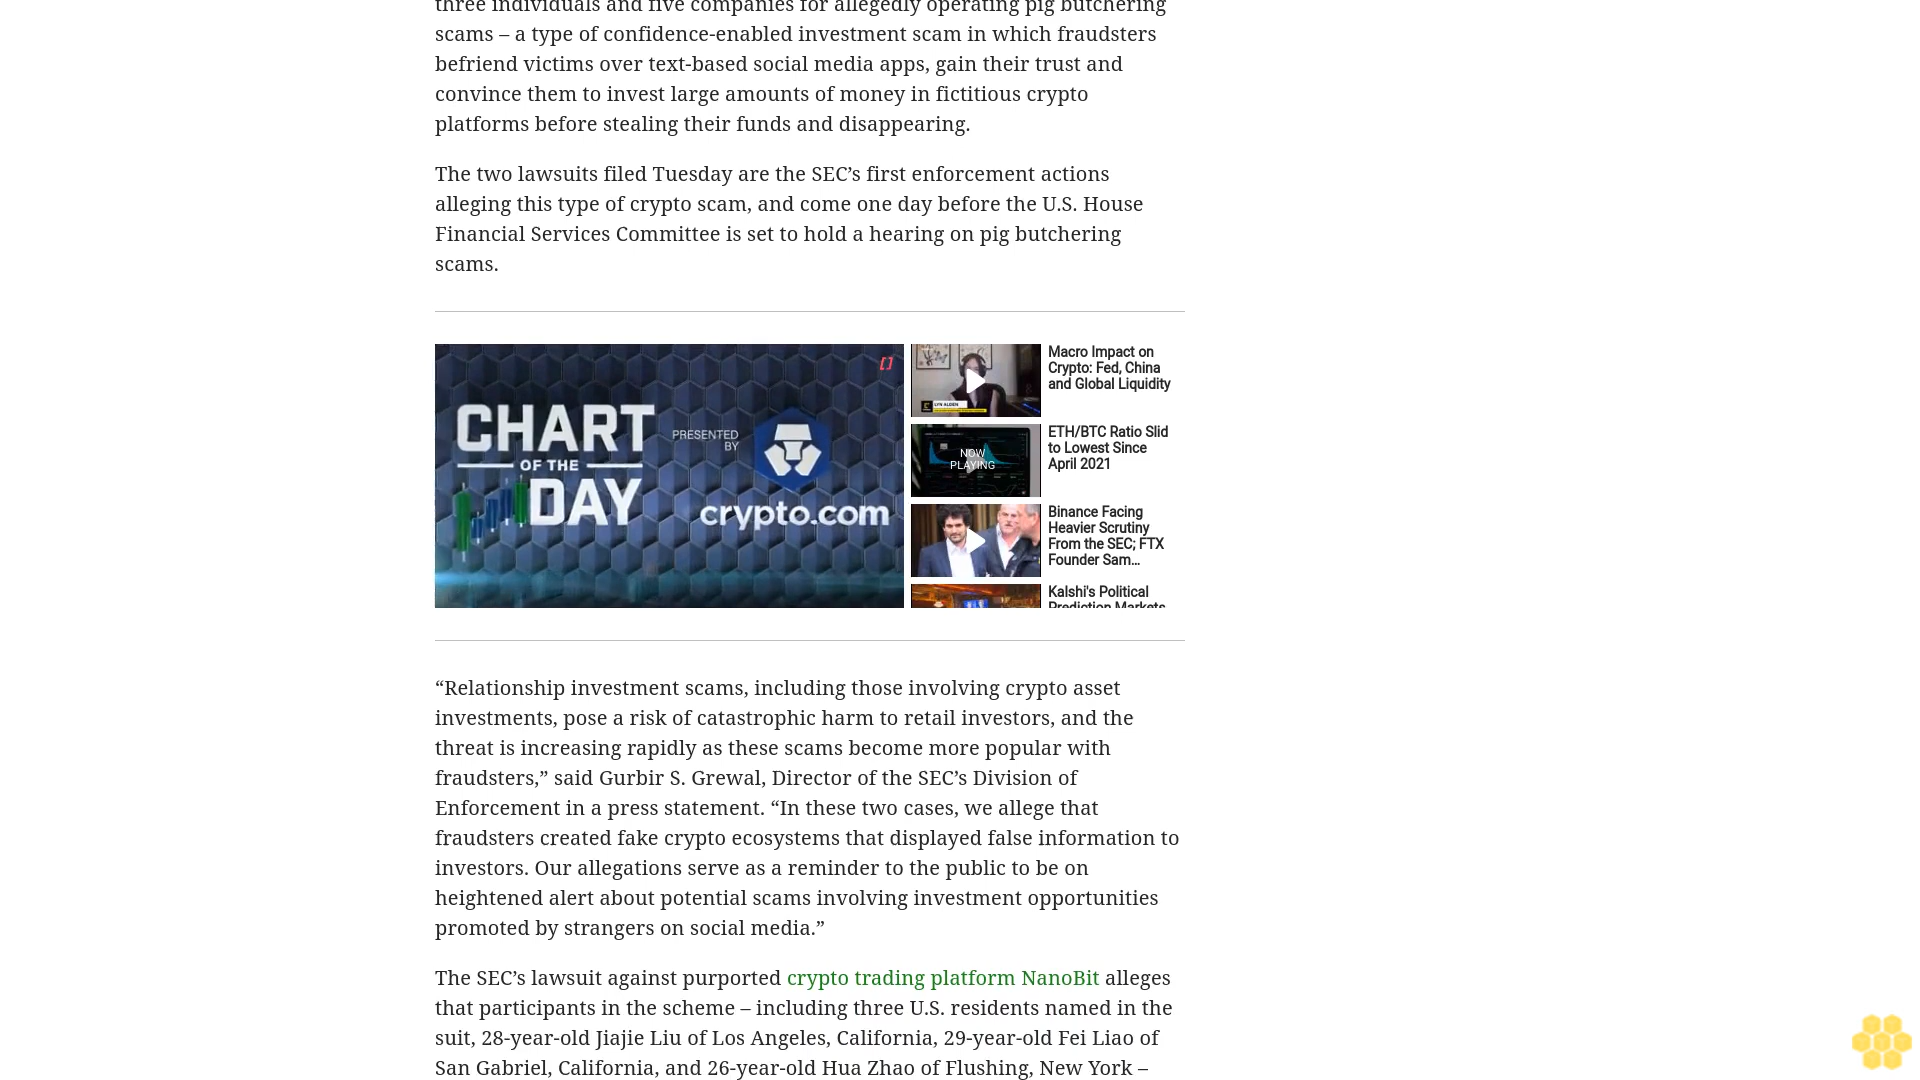 three individuals and five companies for allegedly operating pig butchering
scams – a type of confidence-enabled investment scam in which fraudsters
befriend victims over text-based social media apps, gain their trust and
convince them to invest large amounts of money in fictitious crypto
platforms before stealing their funds and disappearing.
The two lawsuits filed Tuesday are the SEC’s first enforcement actions
alleging this type of crypto scam, and come one day before the U.S. House
Financial Services Committee is set to hold a hearing on pig butchering
scams.
CHART
OF THE
DAY
PRESENTED
BY
crypto.com
Macro Impact on
Crypto: Fed, China
and Global Liquidity
LYN ALDEN
NOW
PLAYING
ETH/BTC Ratio Slid
to Lowest Since
April 2021
Binance Facing
Heavier Scrutiny
From the SEC; FTX
Founder Sam...
Kalshi's Political
Prediction Markets
“Relationship investment scams, including those involving crypto asset
investments, pose a risk of catastrophic harm to retail investors, and the
threat is increasing rapidly as these scams become more popular with
fraudsters,” said Gurbir S. Grewal, Director of the SEC’s Division of
Enforcement in a press statement. “In these two cases, we allege that
fraudsters created fake crypto ecosystems that displayed false information to
investors. Our allegations serve as a reminder to the public to be on
heightened alert about potential scams involving investment opportunities
promoted by strangers on social media.”
The SEC’s lawsuit against purported crypto trading platform NanoBit alleges
that participants in the scheme – including three U.S. residents named in the
suit, 28-year-old Jiajie Liu of Los Angeles, California, 29-year-old Fei Liao of
San Gabriel, California, and 26-year-old Hua Zhao of Flushing, New York –